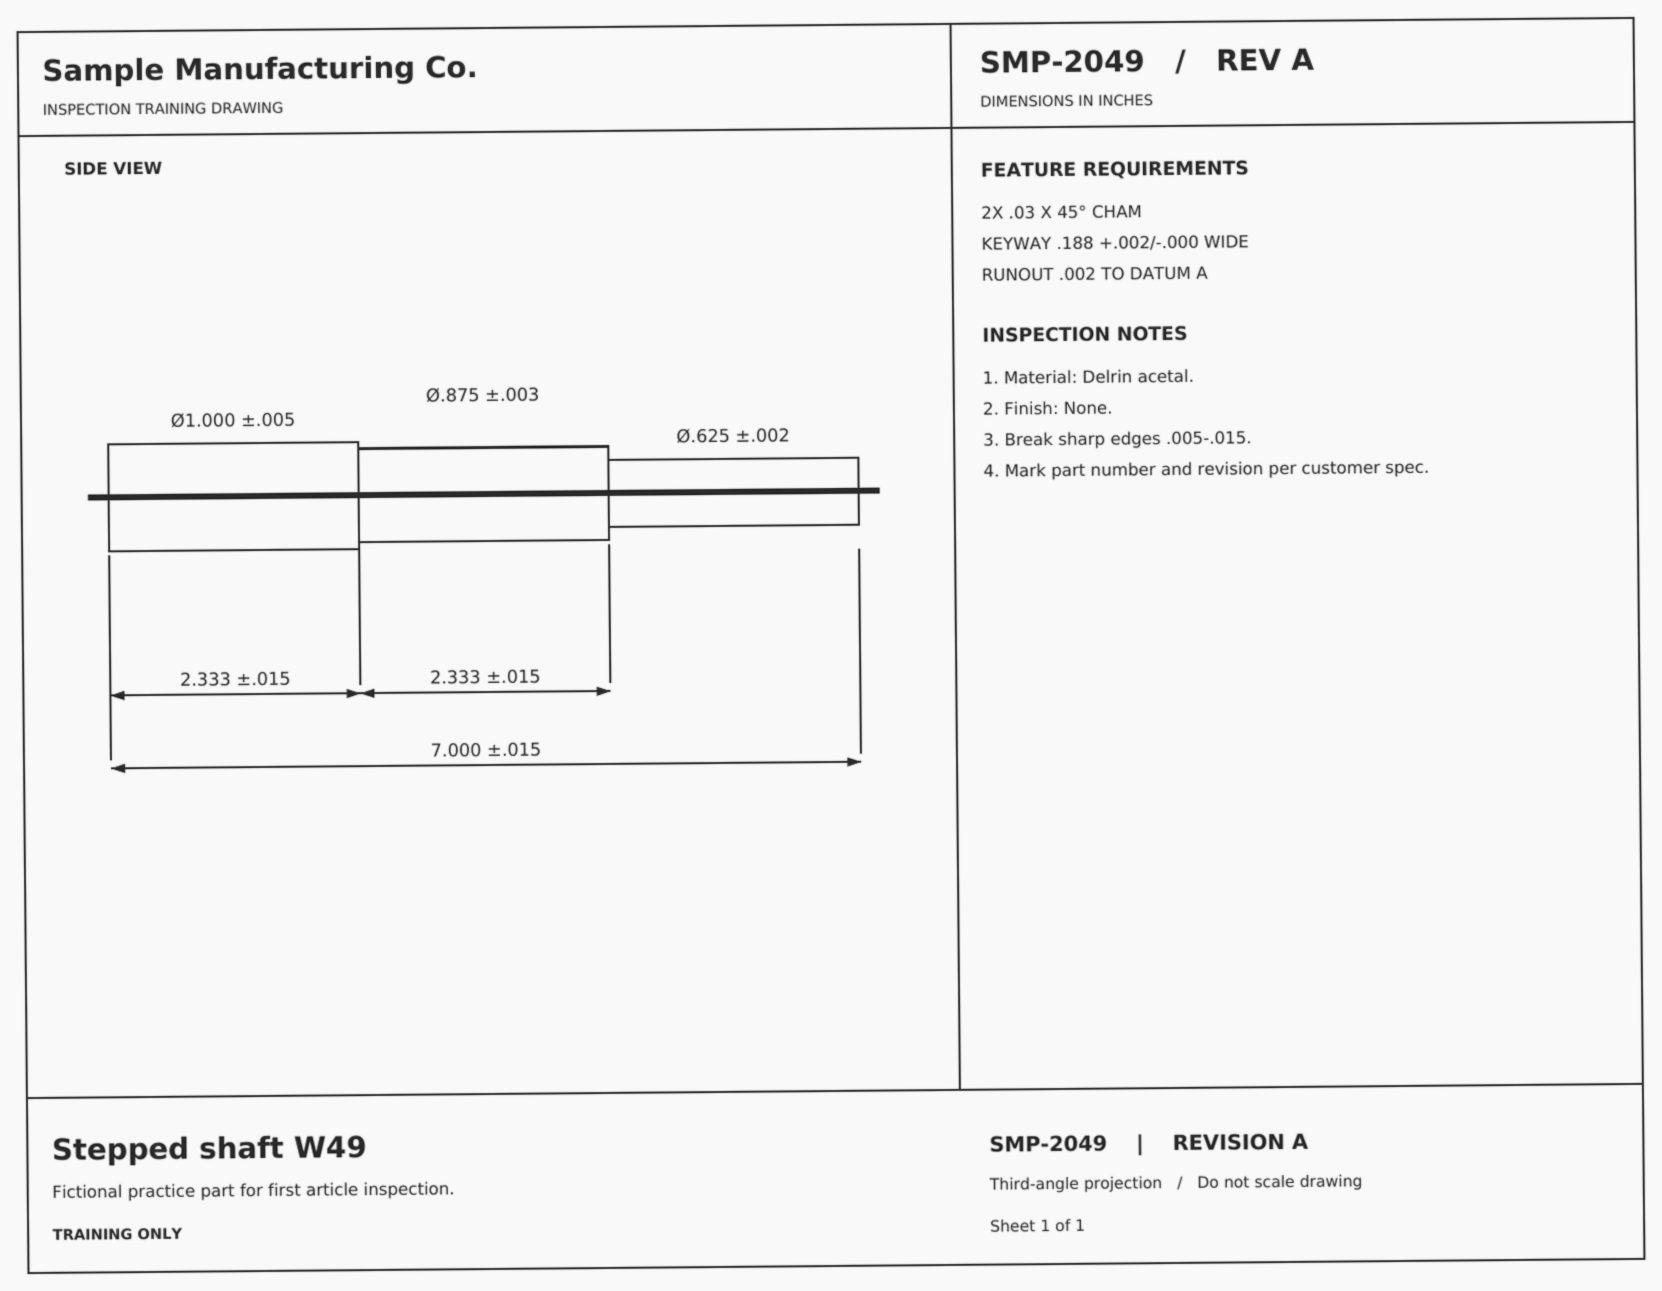 Sample Manufacturing Co.
INSPECTION TRAINING DRAWING
SMP-2049 / REV A
DIMENSIONS IN INCHES
SIDE VIEW
Ø1.000 ±.005
Ø.875 ±.003
Ø.625 ±.002
2.333 ±.015
2.333 ±.015
7.000 ±.015
FEATURE REQUIREMENTS
2X .03 X 45° CHAM
KEYWAY .188 +.002/-.000 WIDE
RUNOUT .002 TO DATUM A
INSPECTION NOTES
1. Material: Delrin acetal.
2. Finish: None.
3. Break sharp edges .005-.015.
4. Mark part number and revision per customer spec.
Stepped shaft W49
Fictional practice part for first article inspection.
TRAINING ONLY
SMP-2049 | REVISION A
Third-angle projection / Do not scale drawing
Sheet 1 of 1